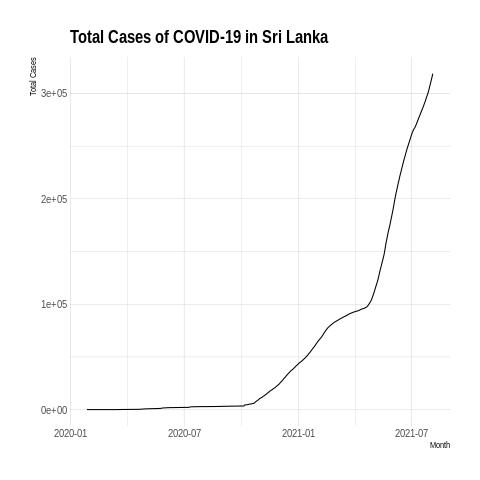 Total Cases of COVID-19 in Sri Lanka
Total Cases
3e+05
2e+05
1e+05
0e+00
2020-01 2020-07 2021-01 2021-07
Month